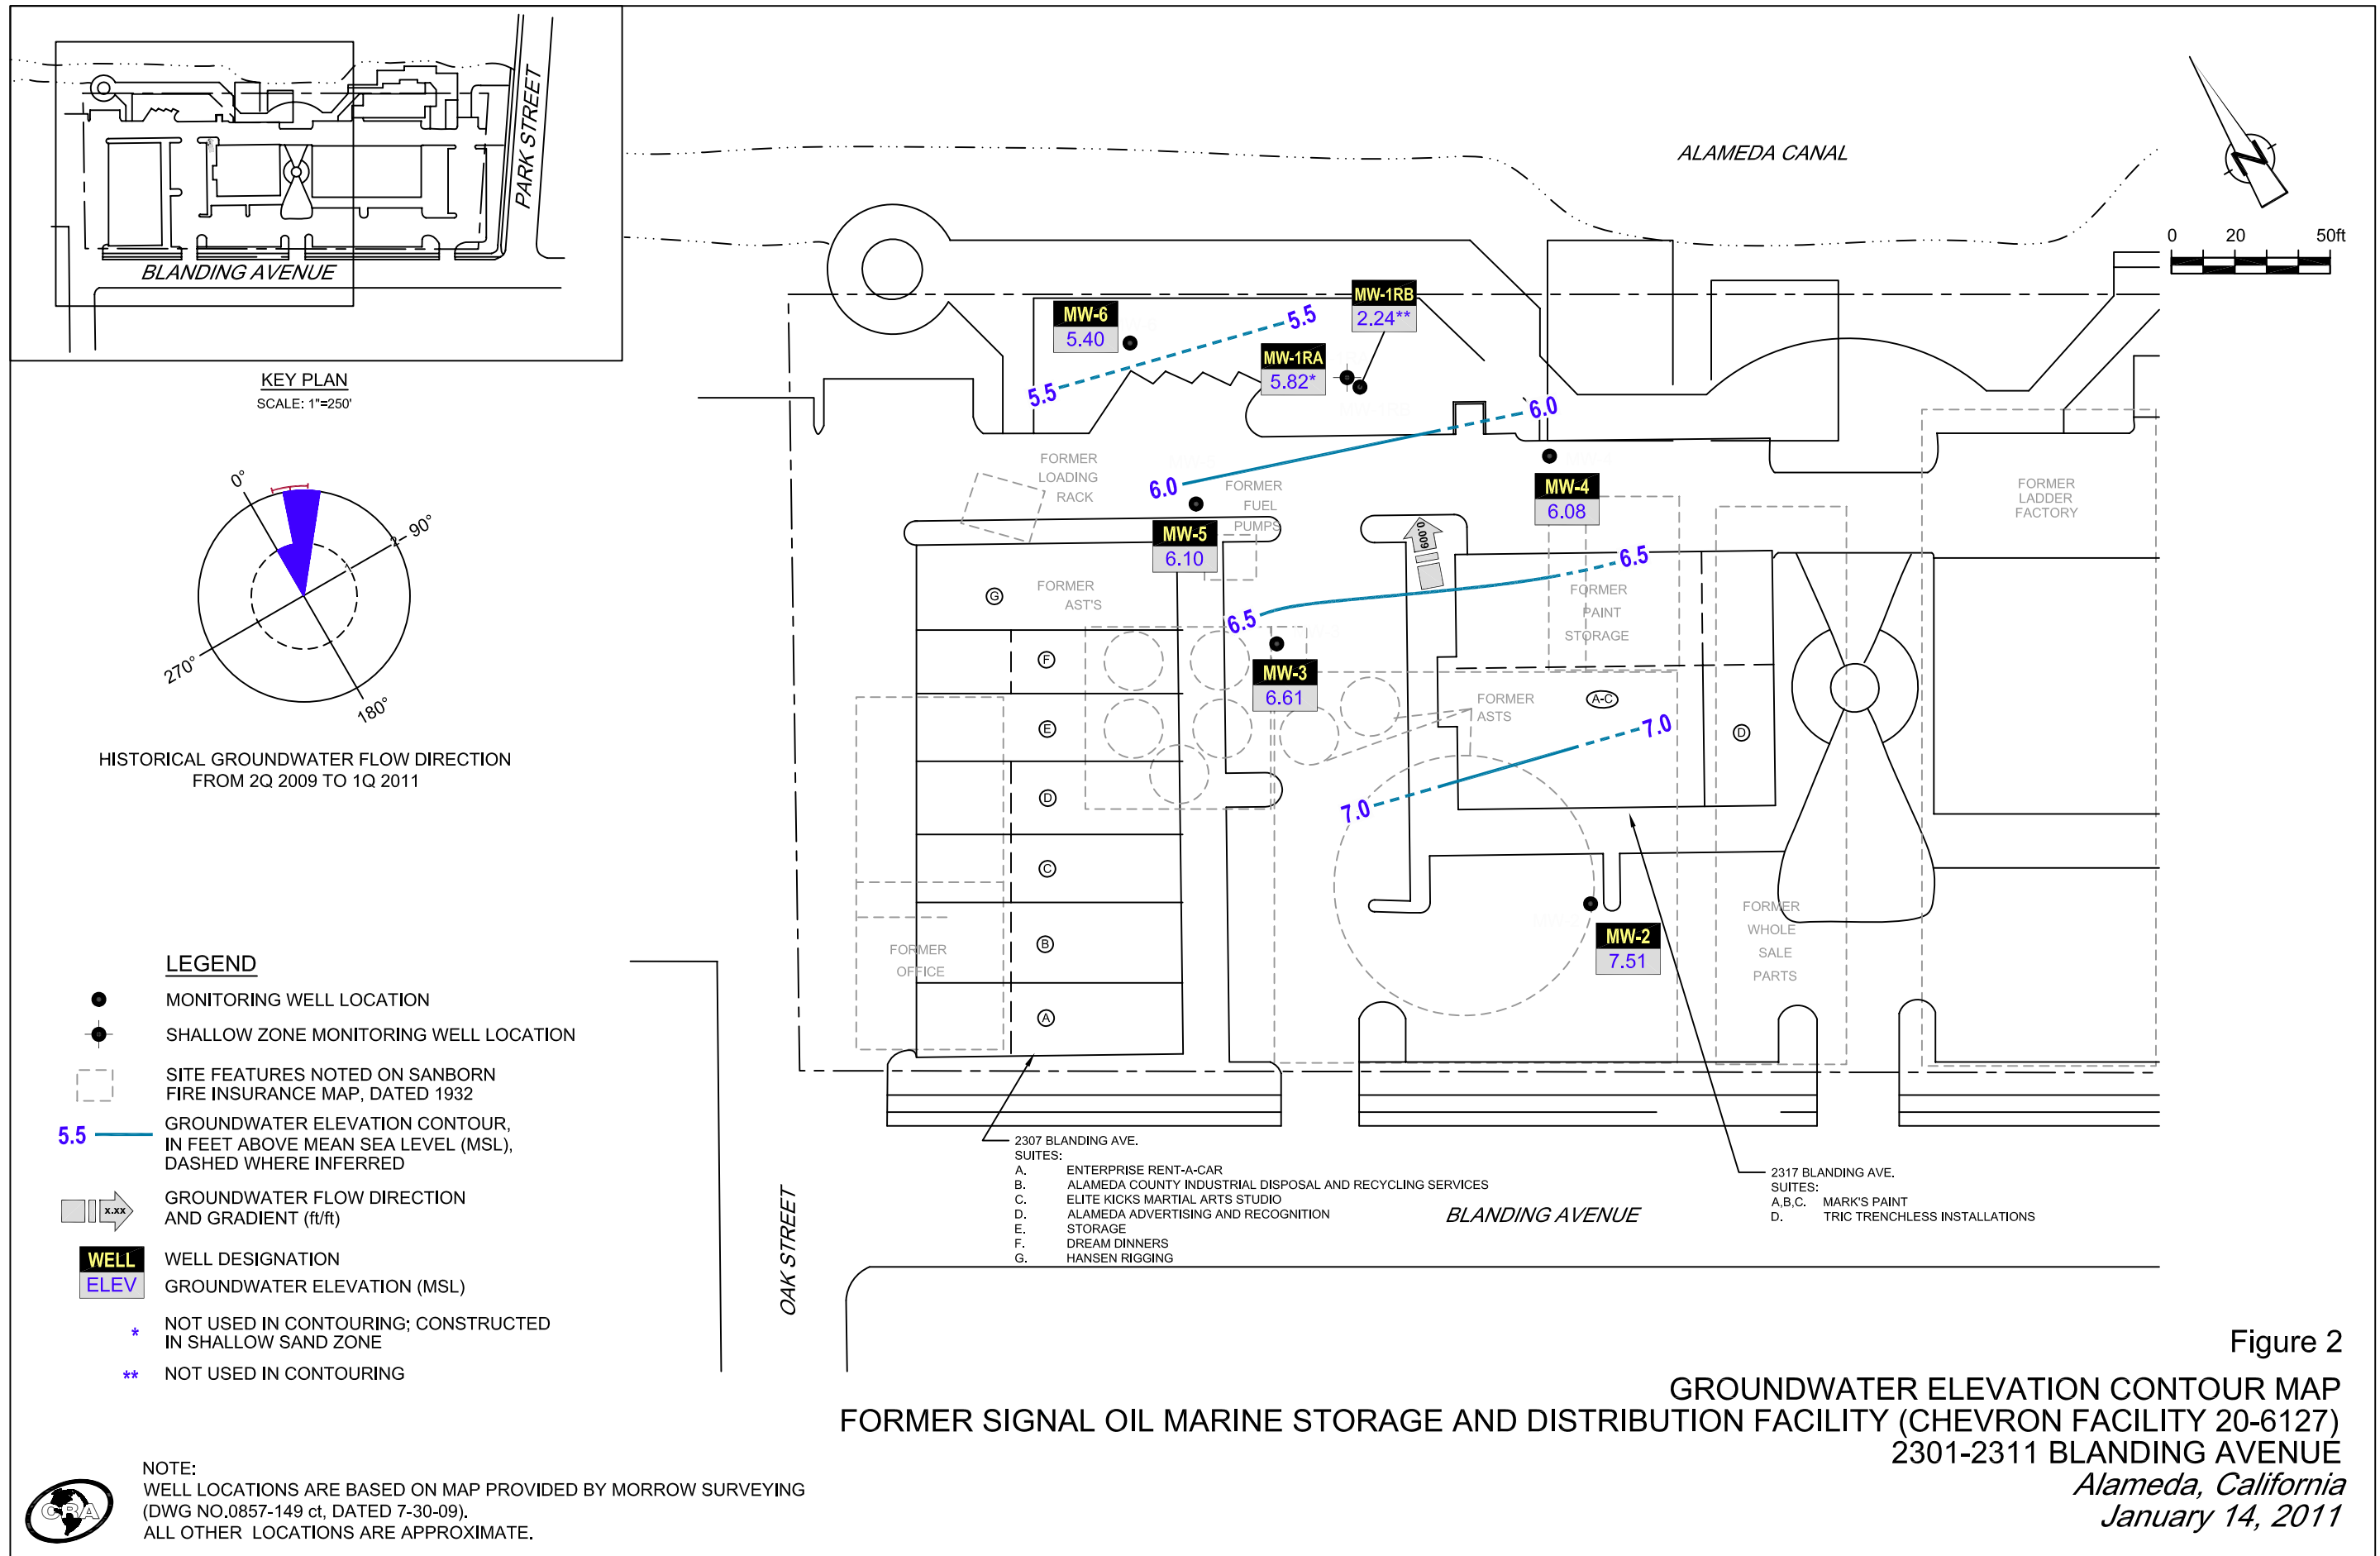 PARK STREET
BLANDING AVENUE
KEY PLAN
SCALE: 1"=250'
ALAMEDA CANAL
N
0 20 50ft
MW-6
5.40
5.5
5.5
MW-1RB
2.24**
MW-1RA
5.82*
6.0
6.0
FORMER
LOADING
RACK
FORMER
FUEL
PUMPS
MW-5
6.10
MW-4
6.08
0.009
FORMER
LADDER
FACTORY
FORMER
AST'S
6.5
6.5
FORMER
PAINT
STORAGE
MW-3
6.61
FORMER
ASTS
A-C
D
7.0
7.0
G
F
E
D
C
B
A
FORMER
OFFICE
MW-2
7.51
FORMER
WHOLE
SALE
PARTS
0°
90°
180°
270°
2
HISTORICAL GROUNDWATER FLOW DIRECTION
FROM 2Q 2009 TO 1Q 2011
LEGEND
MONITORING WELL LOCATION
SHALLOW ZONE MONITORING WELL LOCATION
SITE FEATURES NOTED ON SANBORN
FIRE INSURANCE MAP, DATED 1932
5.5
GROUNDWATER ELEVATION CONTOUR,
IN FEET ABOVE MEAN SEA LEVEL (MSL),
DASHED WHERE INFERRED
x.xx
GROUNDWATER FLOW DIRECTION
AND GRADIENT (ft/ft)
WELL
WELL DESIGNATION
ELEV
GROUNDWATER ELEVATION (MSL)
*
NOT USED IN CONTOURING; CONSTRUCTED
IN SHALLOW SAND ZONE
**
NOT USED IN CONTOURING
2307 BLANDING AVE.
SUITES:
A. ENTERPRISE RENT-A-CAR
B. ALAMEDA COUNTY INDUSTRIAL DISPOSAL AND RECYCLING SERVICES
C. ELITE KICKS MARTIAL ARTS STUDIO
D. ALAMEDA ADVERTISING AND RECOGNITION
E. STORAGE
F. DREAM DINNERS
G. HANSEN RIGGING
BLANDING AVENUE
2317 BLANDING AVE.
SUITES:
A,B,C. MARK'S PAINT
D. TRIC TRENCHLESS INSTALLATIONS
OAK STREET
Figure 2
GROUNDWATER ELEVATION CONTOUR MAP
FORMER SIGNAL OIL MARINE STORAGE AND DISTRIBUTION FACILITY (CHEVRON FACILITY 20-6127)
2301-2311 BLANDING AVENUE
Alameda, California
January 14, 2011
CRA
NOTE:
WELL LOCATIONS ARE BASED ON MAP PROVIDED BY MORROW SURVEYING
(DWG NO.0857-149 ct, DATED 7-30-09).
ALL OTHER LOCATIONS ARE APPROXIMATE.